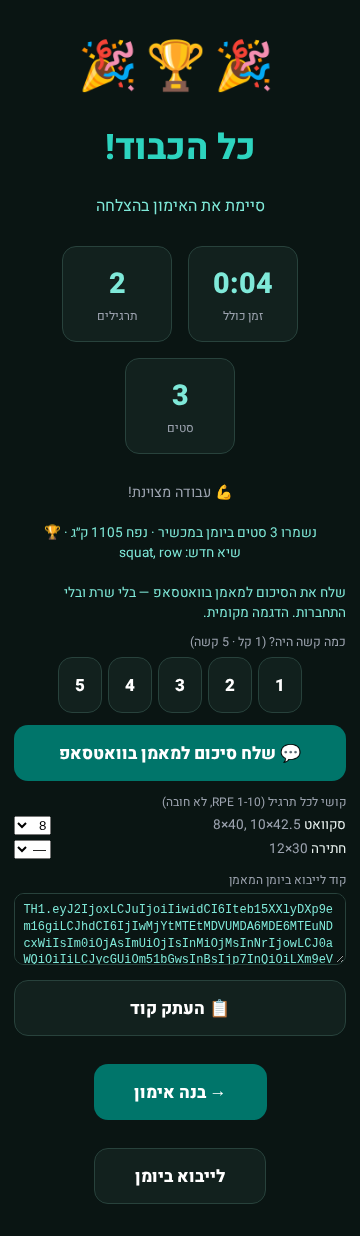 כל הכבוד!
סיימת את האימון בהצלחה
0:04
זמן כולל
2
תרגילים
3
סטים
💪 עבודה מצוינת!
נשמרו 3 סטים ביומן במכשיר · נפח 1105 ק״ג · 🏆
שיא חדש: squat, row
שלח את הסיכום למאמן בוואטסאפ — בלי שרת ובלי
התחברות. הדגמה מקומית.
כמה קשה היה? (1 קל · 5 קשה)
1 2 3 4 5
💬 שלח סיכום למאמן בוואטסאפ
קושי לכל תרגיל (RPE 1-10, לא חובה)
סקוואט 8×40, 10×42.5 8
חתירה 12×30 —
קוד לייבוא ביומן המאמן
TH1.eyJ2IjoxLCJuIjoiIiwidCI6Iteb15XXlyDXp9e
m16giLCJhdCI6IjIwMjYtMTEtMDVUMDA6MDE6MTEuND
cxWiIsIm0iOjAsImUiOjIsInMiOjMsInNrIjowLCJ0a
WQiOiIiLCJycGUiOm51bGwsInBsIjp7InQiOiLXm9eV
📋 העתק קוד
→ בנה אימון
לייבוא ביומן